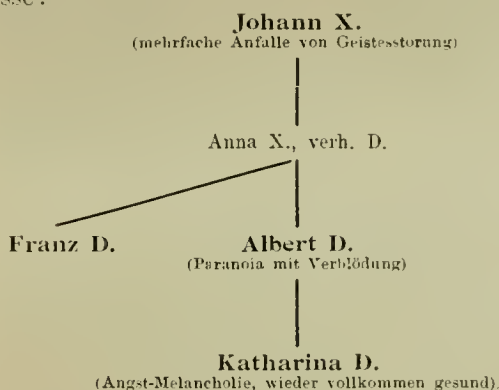 Johann X.
(mehrfache Anfalle von Geistesstorung)
Anna X., verh. D.
Franz D. Albert D.
(Paranoia mit Verblödung)
Katharina D.
(Angst-Melancholie, wieder vollkommen gesund)